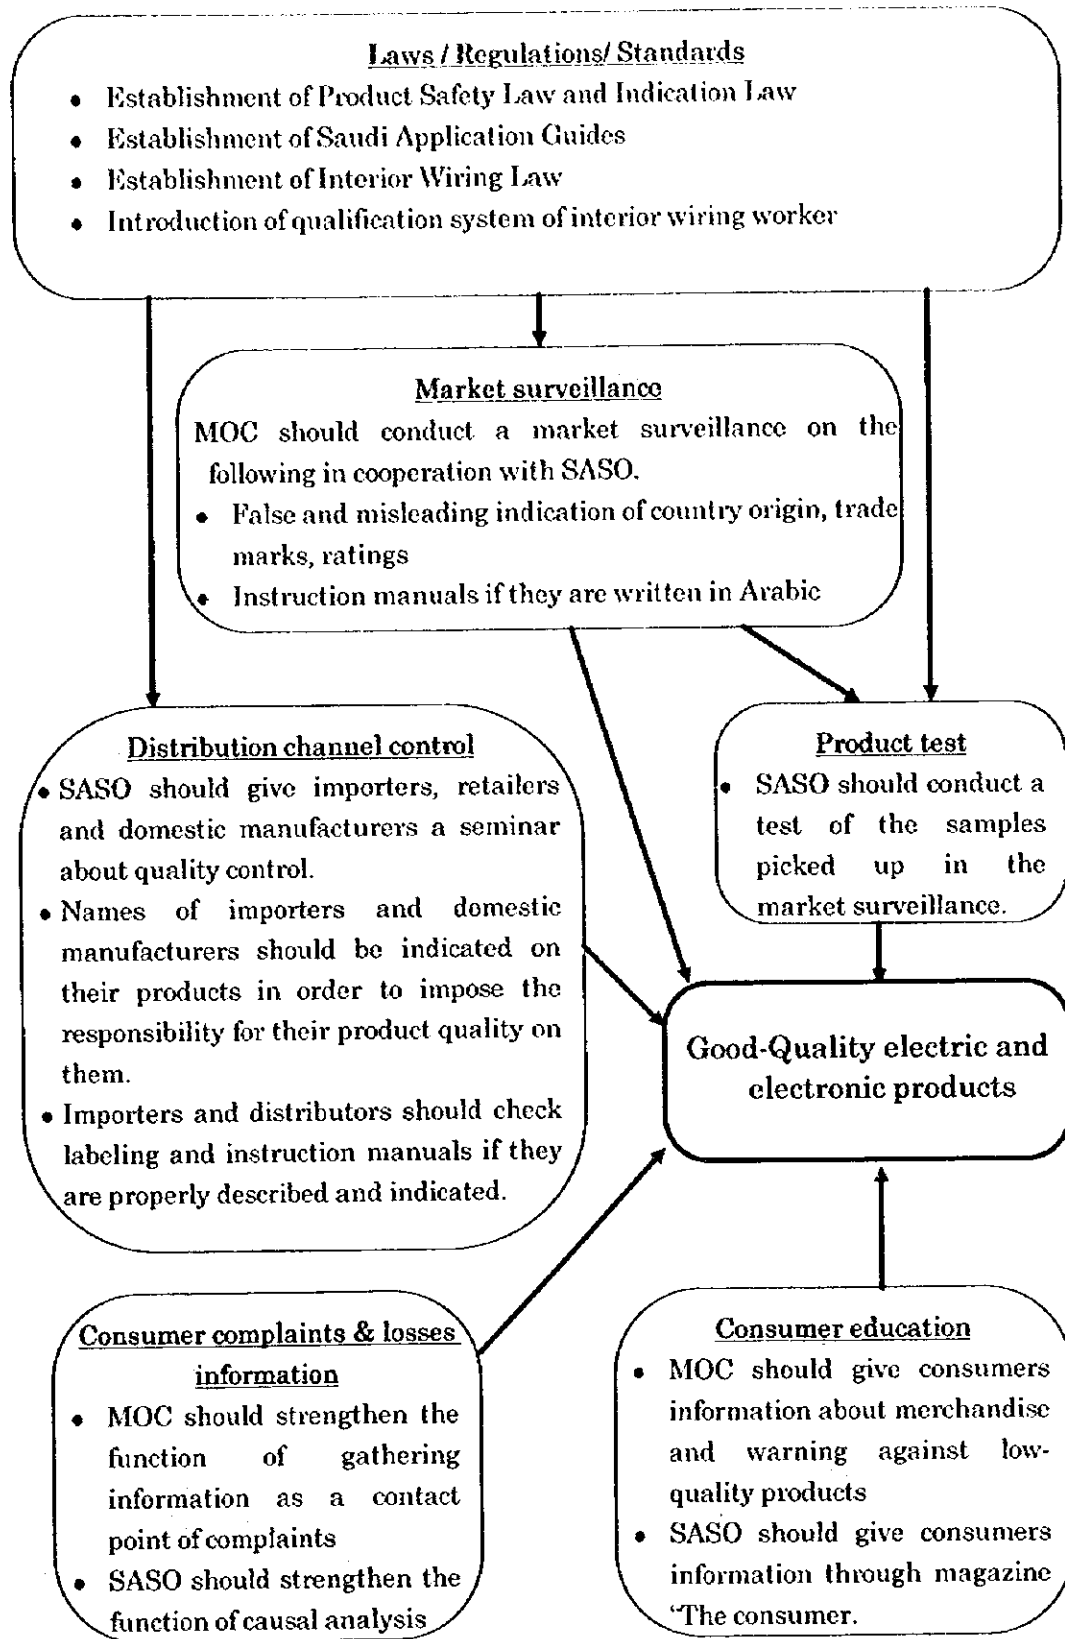 Laws / Regulations/ Standards
• Establishment of Product Safety Law and Indication Law
• Establishment of Saudi Application Guides
• Establishment of Interior Wiring Law
• Introduction of qualification system of interior wiring worker
Market surveillance
MOC should conduct a market surveillance on the
following in cooperation with SASO.
• False and misleading indication of country origin, trade
marks, ratings
• Instruction manuals if they are written in Arabic
Distribution channel control
• SASO should give importers, retailers
and domestic manufacturers a seminar
about quality control.
• Names of importers and domestic
manufacturers should be indicated on
their products in order to impose the
responsibility for their product quality on
them.
• Importers and distributors should check
labeling and instruction manuals if they
are properly described and indicated.
Product test
• SASO should conduct a
test of the samples
picked up in the
market surveillance.
Good-Quality electric and
electronic products
Consumer complaints & losses
information
• MOC should strengthen the
function of gathering
information as a contact
point of complaints
• SASO should strengthen the
function of causal analysis
Consumer education
• MOC should give consumers
information about merchandise
and warning against low-
quality products
• SASO should give consumers
information through magazine
‘The consumer.